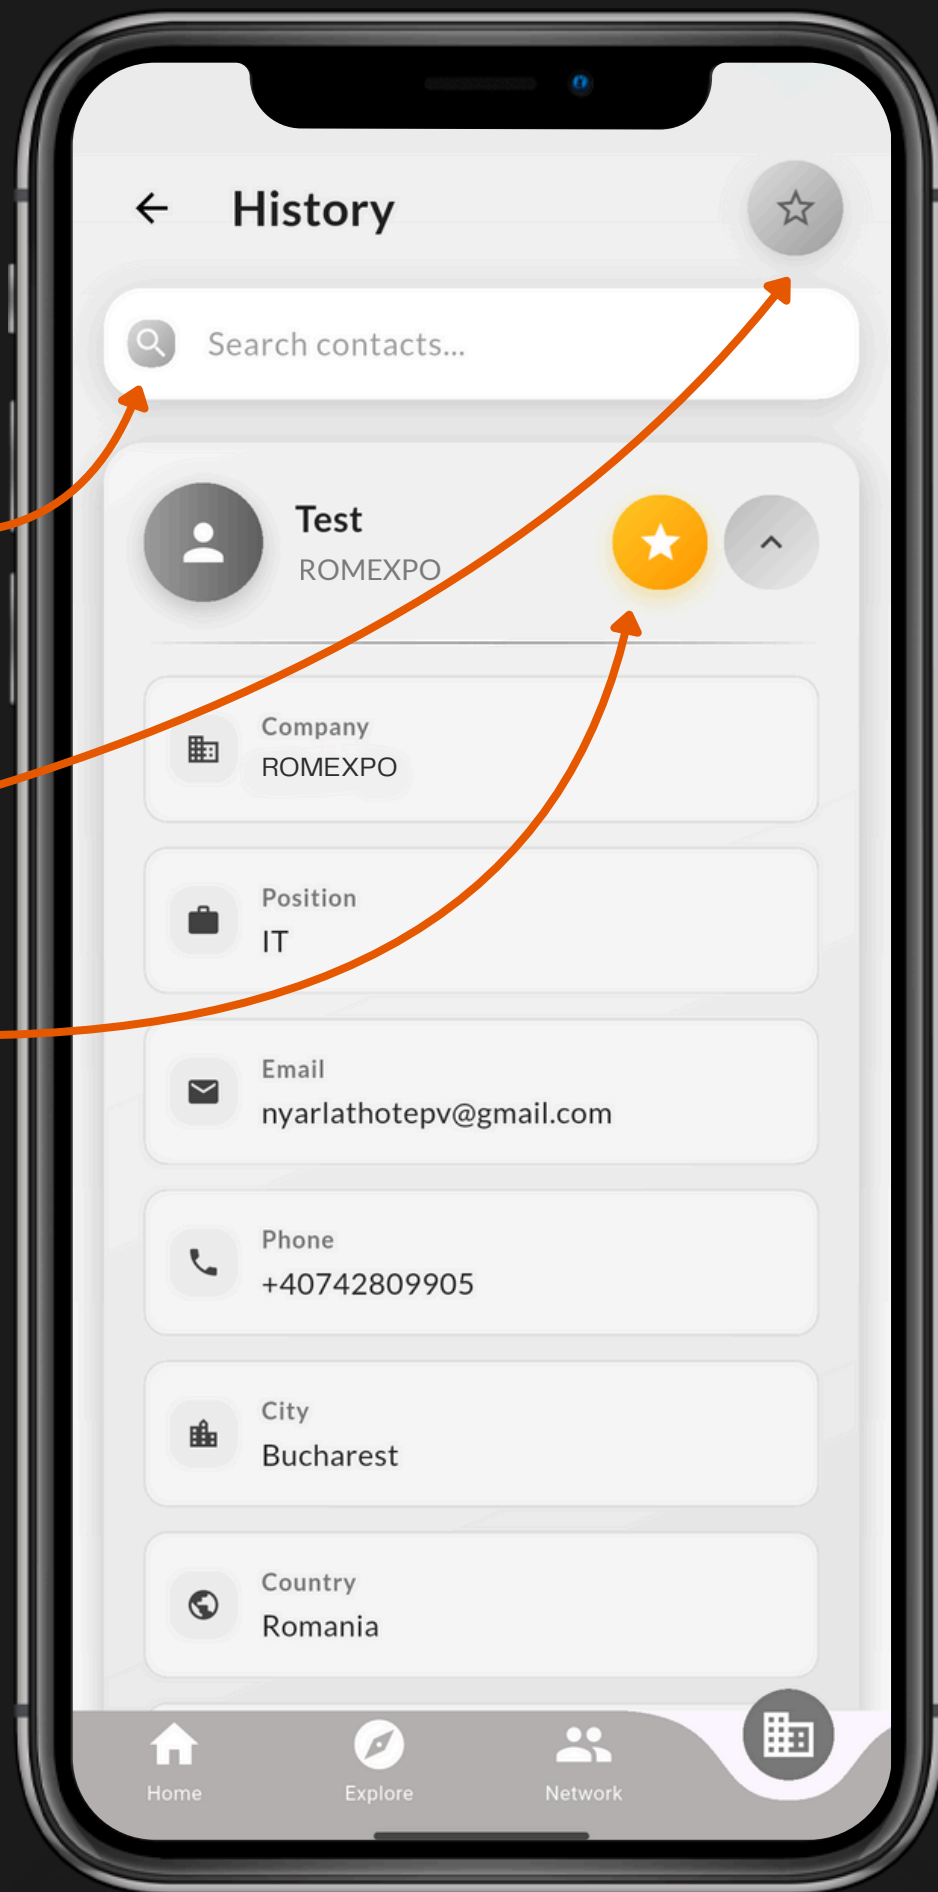 History
Search contacts...
Test
ROMEXPO
Company
ROMEXPO
Position
IT
Email
nyarlathotepv@gmail.com
Phone
+40742809905
City
Bucharest
Country
Romania
Home
Explore
Network